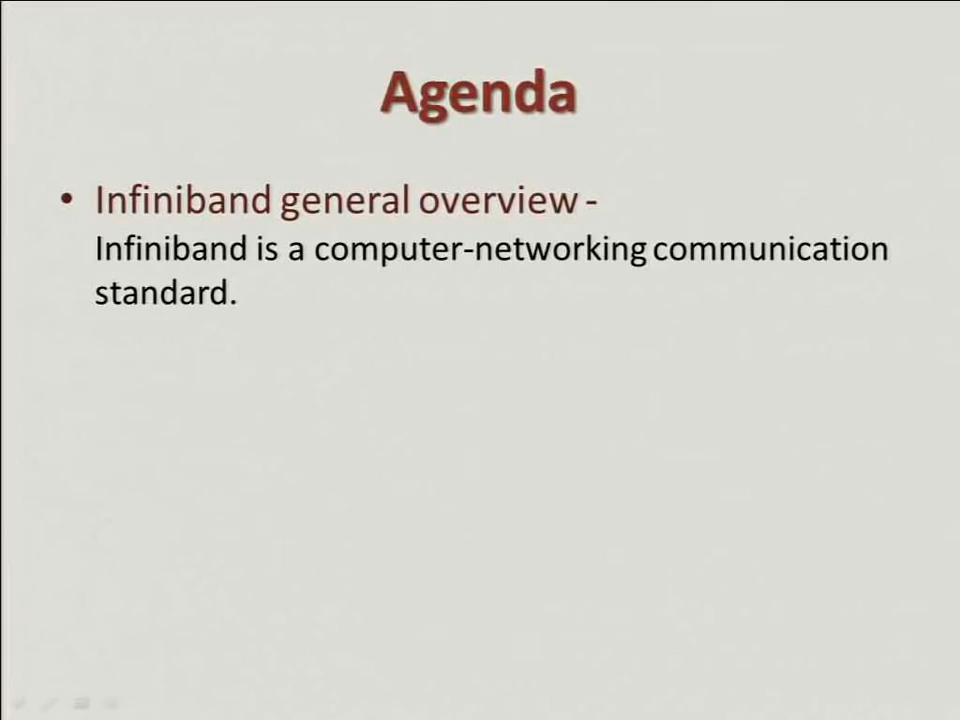 Agenda
• Infiniband general overview -
Infiniband is a computer-networking communication
standard.